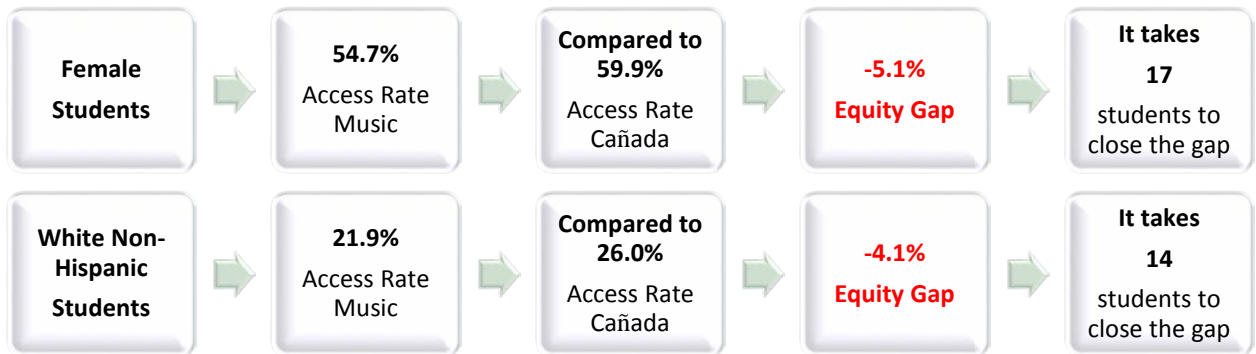 Female
Students
54.7%
Access Rate
Music
Compared to
59.9%
Access Rate
Cañada
-5.1%
Equity Gap
It takes
17
students to
close the gap
White Non-
Hispanic
Students
21.9%
Access Rate
Music
Compared to
26.0%
Access Rate
Cañada
-4.1%
Equity Gap
It takes
14
students to
close the gap